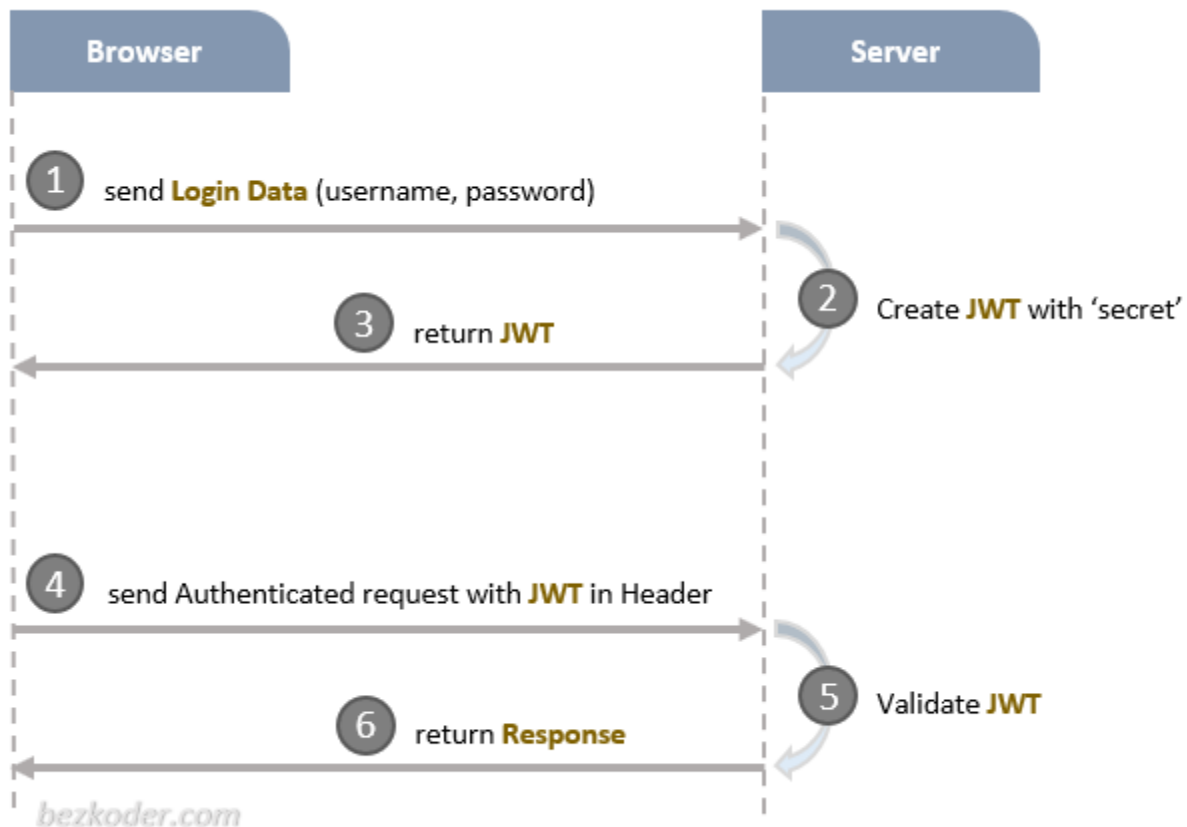 Browser
Server
1
send Login Data (username, password)
2
Create JWT with ‘secret’
3
return JWT
4
send Authenticated request with JWT in Header
5
Validate JWT
6
return Response
bezkoder.com